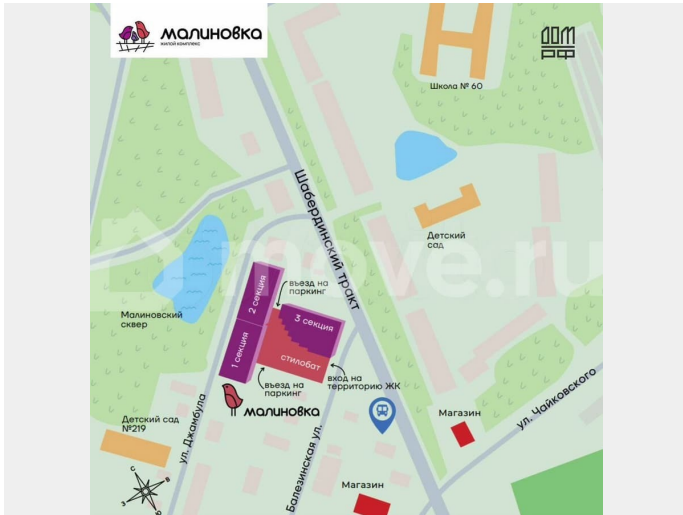 малиновка
жилой комплекс
ДОМ
РФ
Школа № 60
Шабердинский тракт
Детский
сад
move.ru
въезд на
паркинг
2 секция
3 секция
Малиновский
сквер
1 секция
стилобат
въезд на
паркинг
вход на
территорию ЖК
малиновка
ул. Джамбула
Балезинская ул.
Магазин
ул. Чайковского
Детский сад
№219
Магазин
С
В
З
Ю